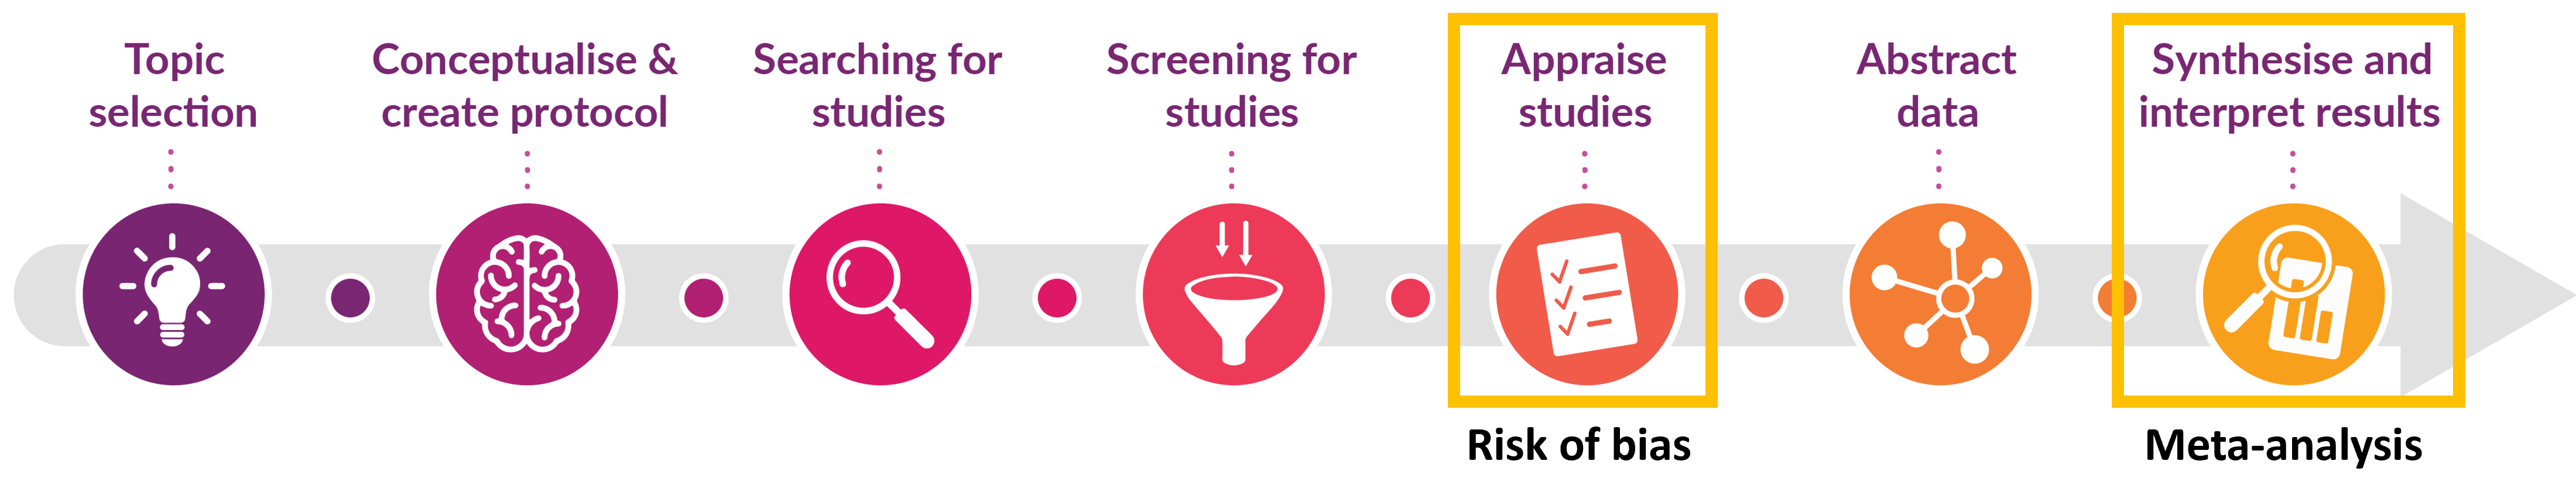 Topic
selection
Conceptualise &
create protocol
Searching for
studies
Screening for
studies
Appraise
studies
Abstract
data
Synthesise and
interpret results
Risk of bias
Meta-analysis